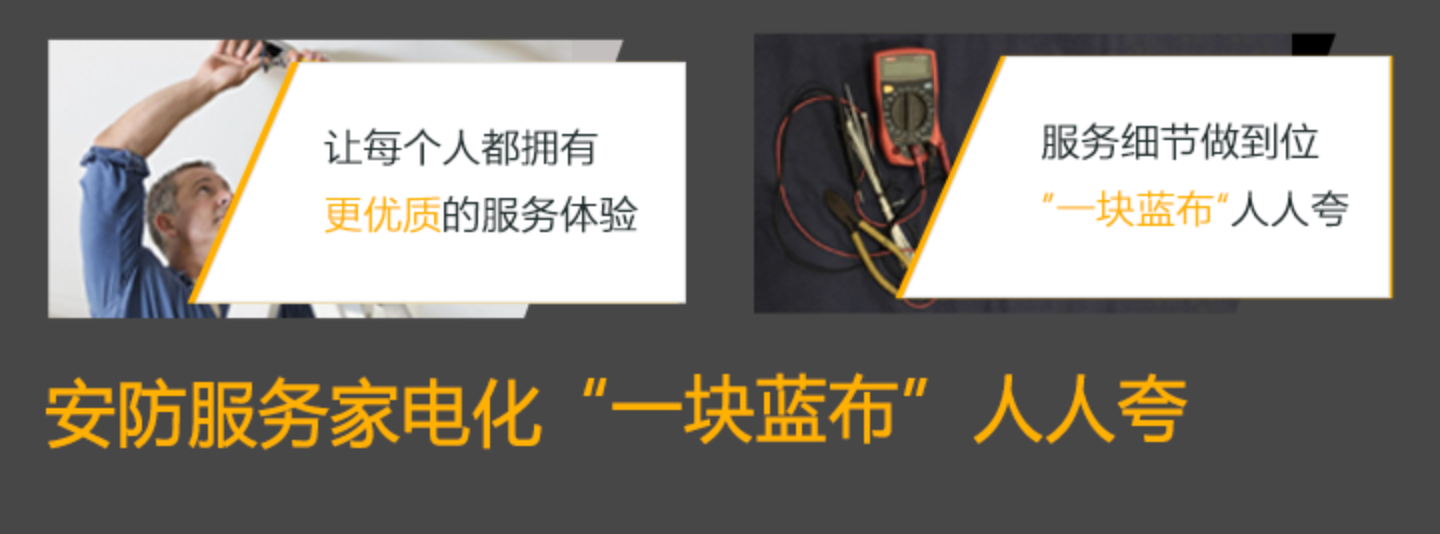 让每个人都拥有
更优质的服务体验
服务细节做到位
“一块蓝布“人人夸
安防服务家电化“一块蓝布”人人夸